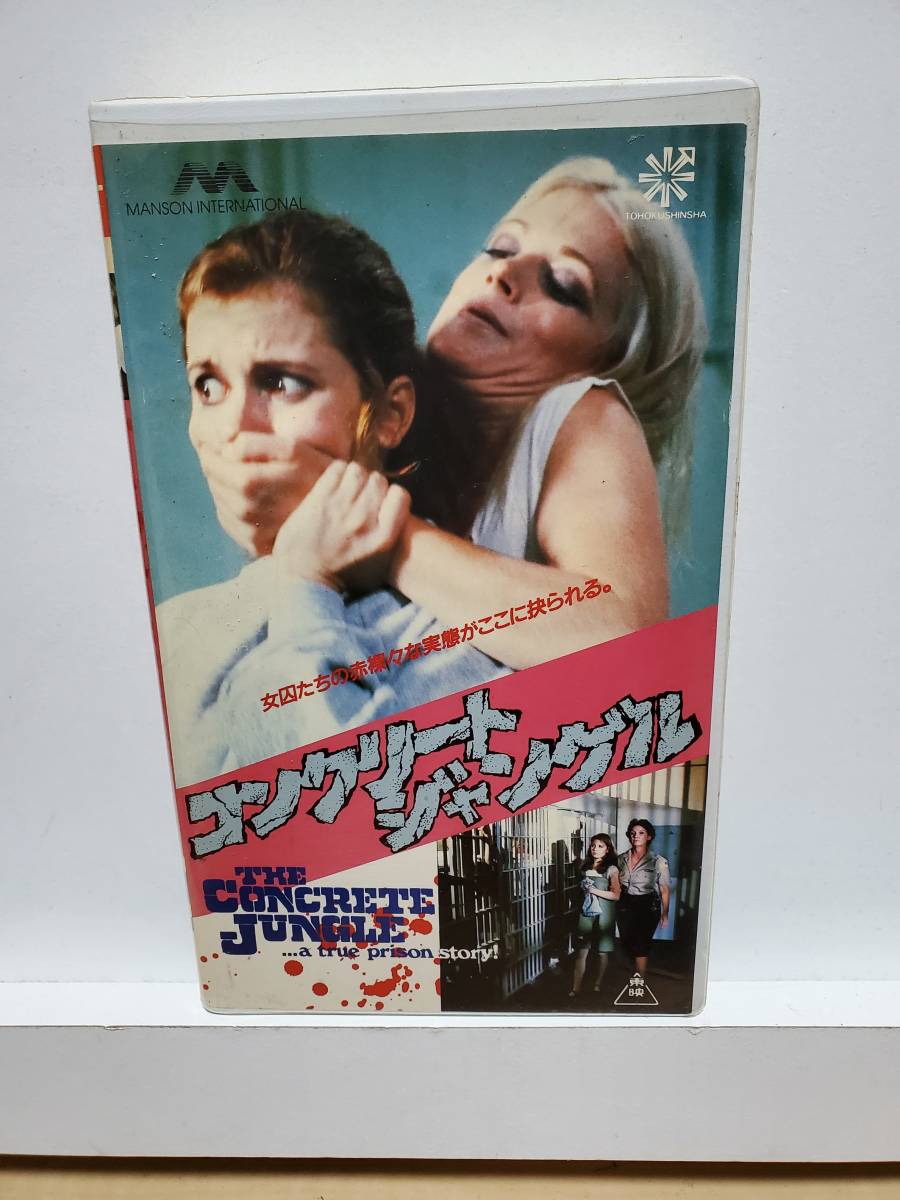 MANSON INTERNATIONAL
TOHOKUSHINSHA
女囚たちの赤裸々な実態がここに抉られる。
コンクリート
ジャングル
THE
CONCRETE
JUNGLE
...a true prison story!
東映